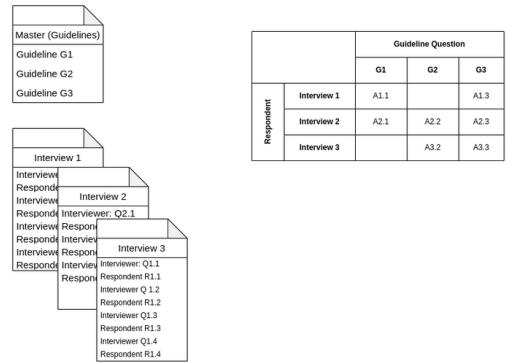 Master (Guidelines)
Guideline G1
Guideline G2
Guideline G3
Guideline Question
G1 G2 G3
Respondent
Interview 1 A1.1 A1.3
Interview 2 A2.1 A2.2 A2.3
Interview 3 A3.2 A3.3
Interview 1
Interview 2
Interviewer: Q2.1
Interview 3
Interviewer: Q1.1
Respondent R1.1
Interviewer Q 1.2
Respondent R1.2
Interviewer Q1.3
Respondent R1.3
Interviewer Q1.4
Respondent R1.4